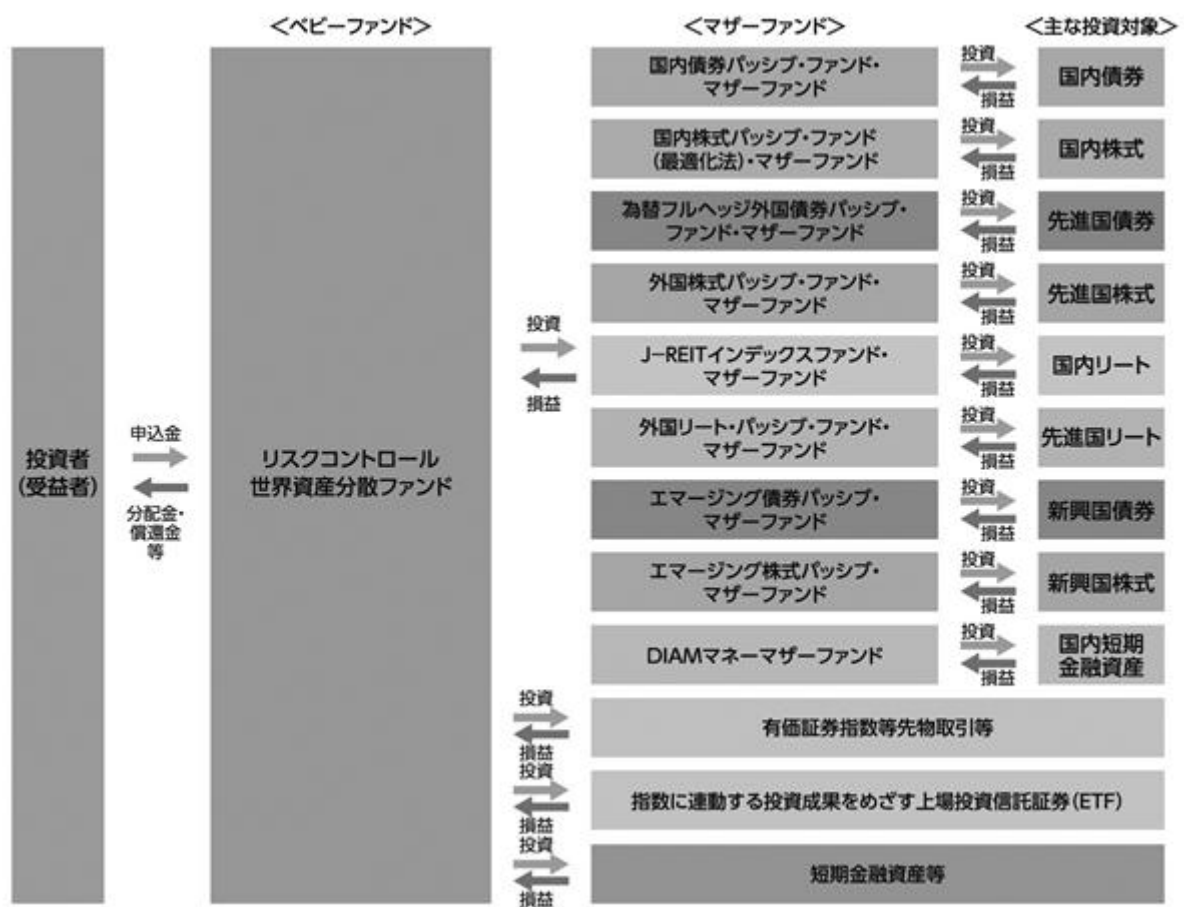 <ベビーファンド>
<マザーファンド>
<主な投資対象>
投資者
(受益者)
申込金
分配金・
償還金
等
リスクコントロール
世界資産分散ファンド
投資
損益
国内債券パッシブ・ファンド・
マザーファンド
投資
損益
国内債券
国内株式パッシブ・ファンド
(最適化法)・マザーファンド
投資
損益
国内株式
為替フルヘッジ外国債券パッシブ・
ファンド・マザーファンド
投資
損益
先進国債券
外国株式パッシブ・ファンド・
マザーファンド
投資
損益
先進国株式
J-REITインデックスファンド・
マザーファンド
投資
損益
国内リート
外国リート・パッシブ・ファンド・
マザーファンド
投資
損益
先進国リート
エマージング債券パッシブ・
マザーファンド
投資
損益
新興国債券
エマージング株式パッシブ・
マザーファンド
投資
損益
新興国株式
DIAMマネーマザーファンド
投資
損益
国内短期
金融資産
投資
損益
有価証券指数等先物取引等
投資
損益
指数に連動する投資成果をめざす上場投資信託証券(ETF)
投資
損益
短期金融資産等